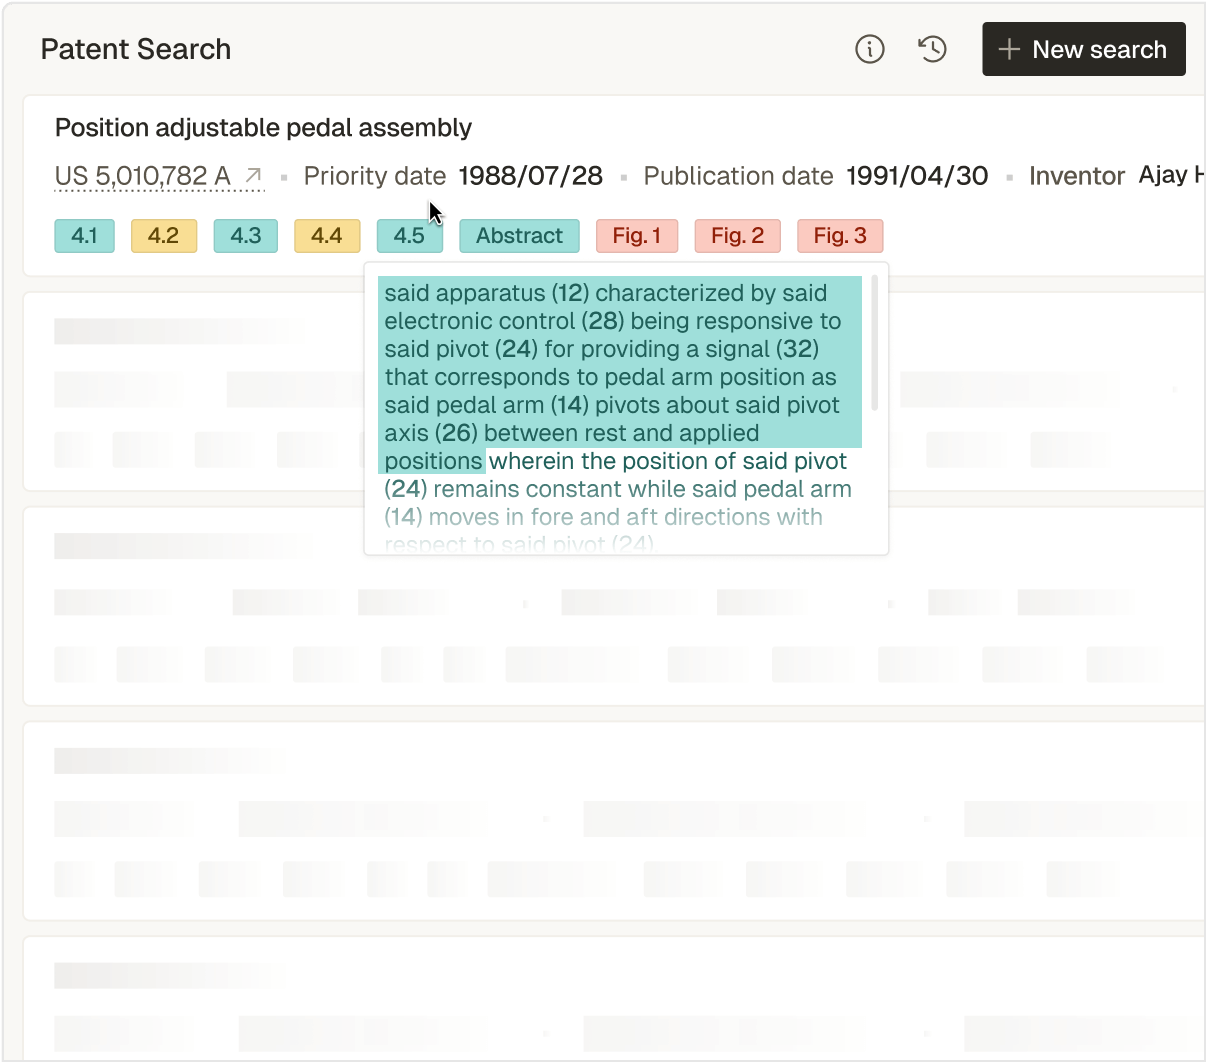 Patent Search
New search
Position adjustable pedal assembly
US 5,010,782 A Priority date 1988/07/28 Publication date 1991/04/30 Inventor Ajay
4.1 4.2 4.3 4.4 4.5 Abstract Fig. 1 Fig. 2 Fig. 3
said apparatus (12) characterized by said
electronic control (28) being responsive to
said pivot (24) for providing a signal (32)
that corresponds to pedal arm position as
said pedal arm (14) pivots about said pivot
axis (26) between rest and applied
positions wherein the position of said pivot
(24) remains constant while said pedal arm
(14) moves in fore and aft directions with
respect to said pivot (24)